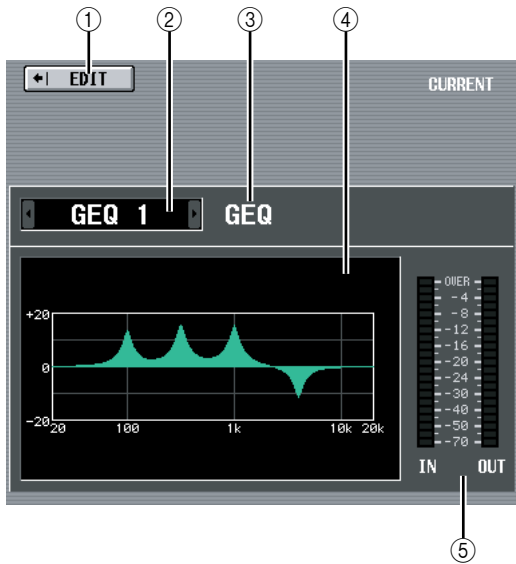 ① ② ③ ④
EDIT
CURRENT
GEQ 1 GEQ
+20
0
-20
20 100 1k 10k 20k
OVER
-4
-8
-12
-16
-20
-24
-30
-40
-50
-70
IN OUT
⑤